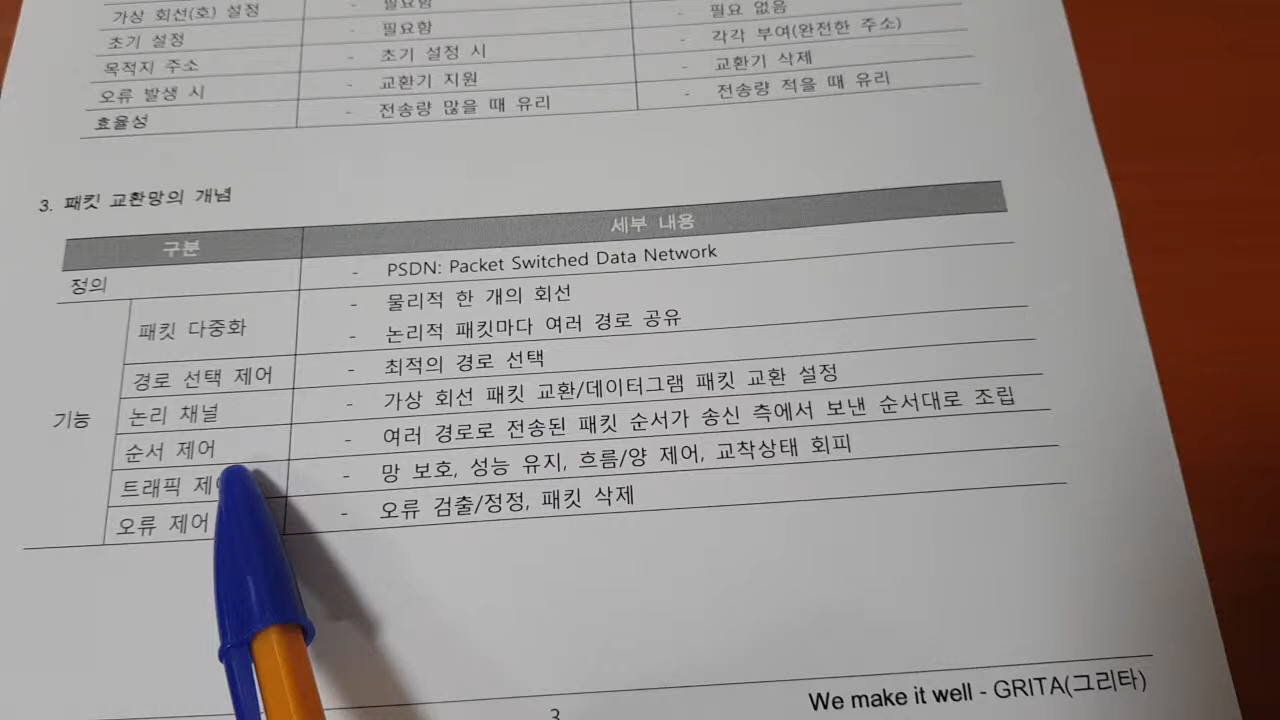 가상 회선(호) 설정 - 필요함 - 필요 없음
초기 설정 - 필요함 - 각각 부여(완전한 주소)
목적지 주소 - 초기 설정 시 - 교환기 삭제
오류 발생 시 - 교환기 지원 - 전송량 적을 때 유리
효율성 - 전송량 많을 때 유리
3. 패킷 교환망의 개념
구분 세부 내용
정의 - PSDN: Packet Switched Data Network
기능
패킷 다중화 - 물리적 한 개의 회선
- 논리적 패킷마다 여러 경로 공유
경로 선택 제어 - 최적의 경로 선택
논리 채널 - 가상 회선 패킷 교환/데이터그램 패킷 교환 설정
순서 제어 - 여러 경로로 전송된 패킷 순서가 송신 측에서 보낸 순서대로 조립
트래픽 - 망 보호, 성능 유지, 흐름/양 제어, 교착상태 회피
오류 제어 - 오류 검출/정정, 패킷 삭제
3
We make it well - GRITA(그리타)